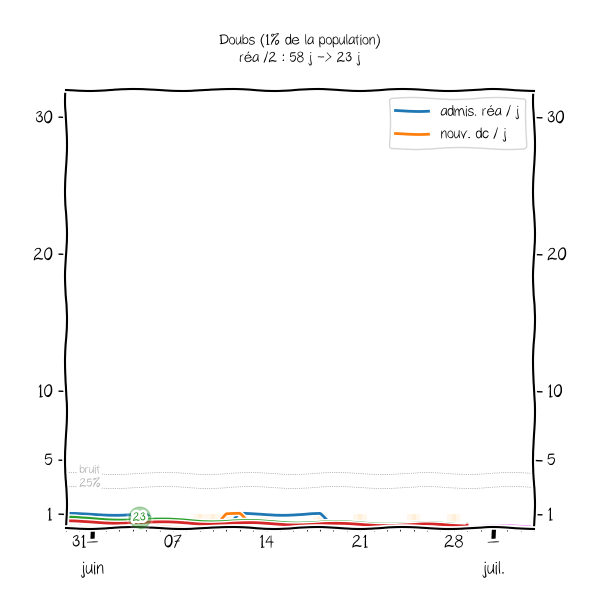 Doubs (1% de la population)
réa /2 : 58 j -> 23 j
admis. réa / j
nouv. dc / j
30
30
20
20
10
10
5
5
bruit
25%
1
1
23
31
07
14
21
28
juin
juil.